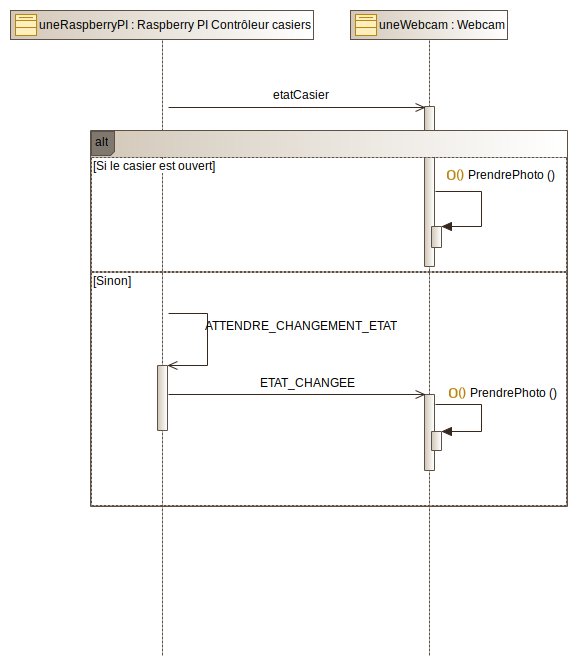 uneRaspberryPI : Raspberry PI Contrôleur casiers
uneWebcam : Webcam
etatCasier
alt
[Si le casier est ouvert]
O() PrendrePhoto ()
[Sinon]
ATTENDRE_CHANGEMENT_ETAT
ETAT_CHANGEE
O() PrendrePhoto ()